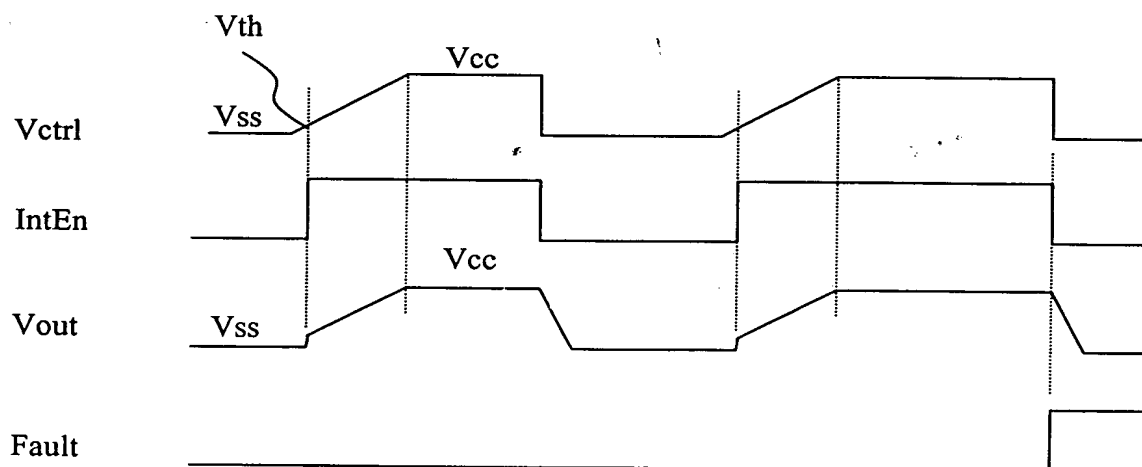 Vth
Vcc
Vss
Vctrl
IntEn
Vcc
Vss
Vout
Fault